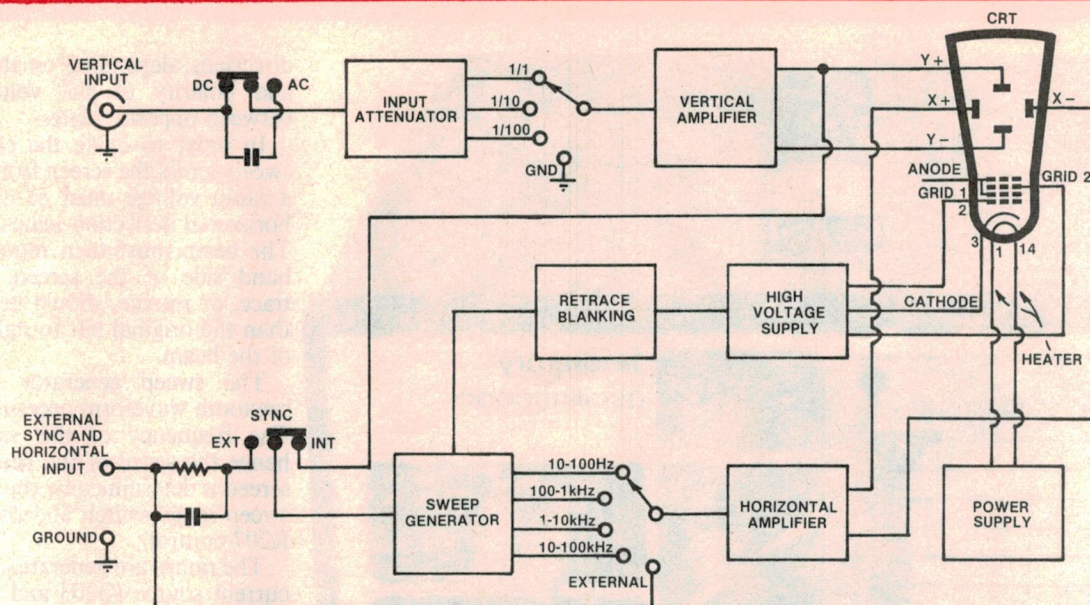 CRT
VERTICAL
INPUT
DC
AC
INPUT
ATTENUATOR
1/1
1/10
1/100
GND
VERTICAL
AMPLIFIER
Y+
X+
X−
Y−
ANODE
GRID 1
2
GRID 2
3
1
14
RETRACE
BLANKING
HIGH
VOLTAGE
SUPPLY
CATHODE
HEATER
EXTERNAL
SYNC AND
HORIZONTAL
INPUT
SYNC
EXT
INT
GROUND
SWEEP
GENERATOR
10-100Hz
100-1kHz
1-10kHz
10-100kHz
EXTERNAL
HORIZONTAL
AMPLIFIER
POWER
SUPPLY